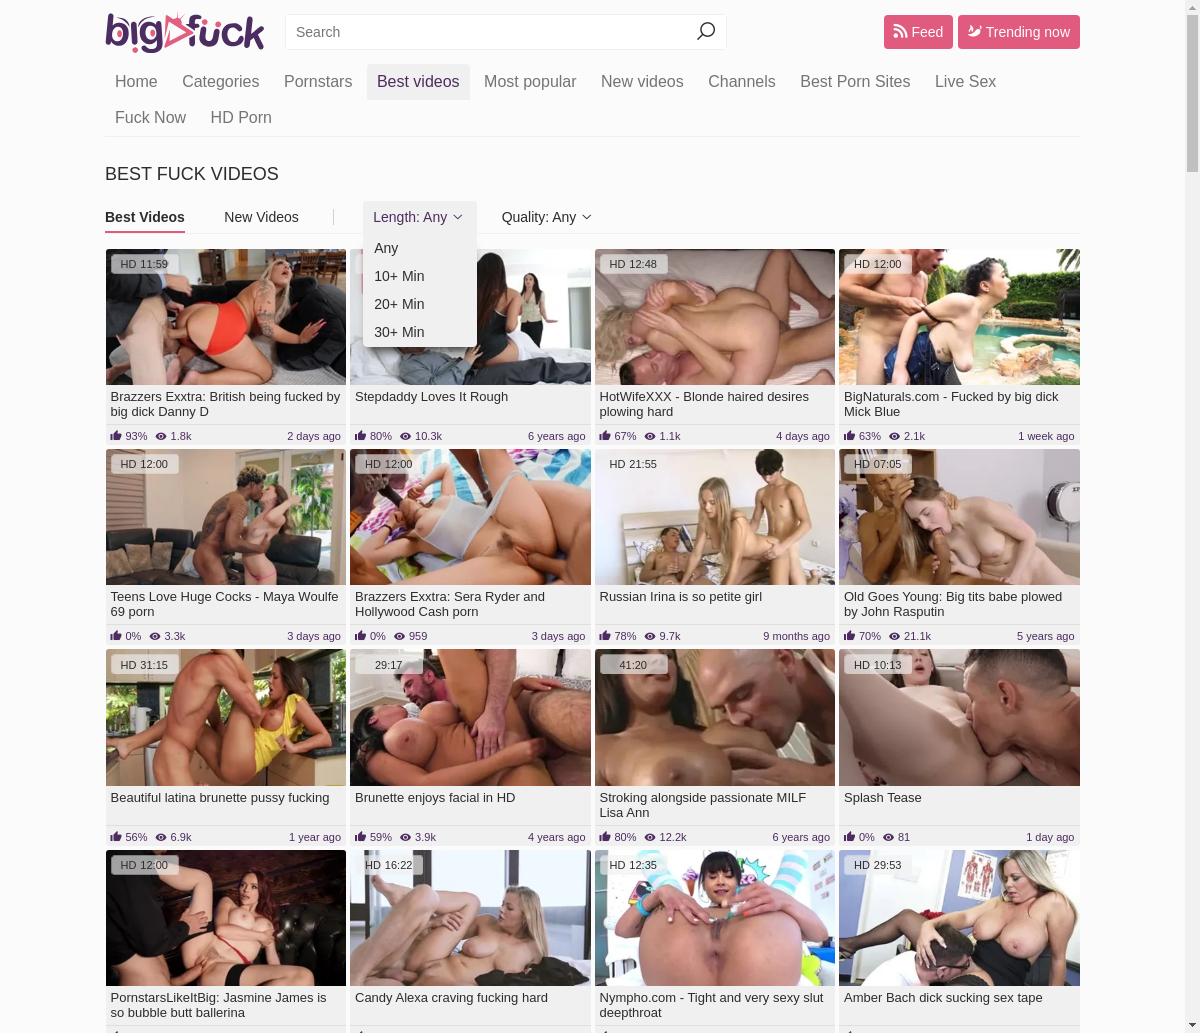 bigfuck
Search
Feed
Trending now
Home Categories Pornstars Best videos Most popular New videos Channels Best Porn Sites Live Sex
Fuck Now HD Porn
BEST FUCK VIDEOS
Best Videos New Videos Length: Any Quality: Any
Any
10+ Min
20+ Min
30+ Min
HD 11:59
HD 12:48
HD 12:00
Brazzers Exxtra: British being fucked by
big dick Danny D
93% 1.8k 2 days ago
Stepdaddy Loves It Rough
80% 10.3k 6 years ago
HotWifeXXX - Blonde haired desires
plowing hard
67% 1.1k 4 days ago
BigNaturals.com - Fucked by big dick
Mick Blue
63% 2.1k 1 week ago
HD 12:00
Teens Love Huge Cocks - Maya Woulfe
69 porn
0% 3.3k 3 days ago
HD 12:00
Brazzers Exxtra: Sera Ryder and
Hollywood Cash porn
0% 959 3 days ago
HD 21:55
Russian Irina is so petite girl
78% 9.7k 9 months ago
HD 07:05
Old Goes Young: Big tits babe plowed
by John Rasputin
70% 21.1k 5 years ago
HD 31:15
Beautiful latina brunette pussy fucking
56% 6.9k 1 year ago
29:17
Brunette enjoys facial in HD
59% 3.9k 4 years ago
41:20
Stroking alongside passionate MILF
Lisa Ann
80% 12.2k 6 years ago
HD 10:13
Splash Tease
0% 81 1 day ago
HD 12:00
PornstarsLikeItBig: Jasmine James is
so bubble butt ballerina
HD 16:22
Candy Alexa craving fucking hard
HD 12:35
Nympho.com - Tight and very sexy slut
deepthroat
HD 29:53
Amber Bach dick sucking sex tape